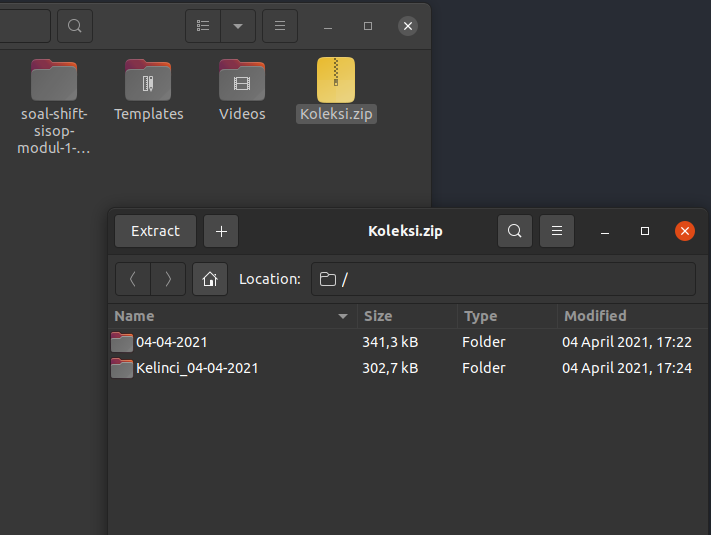 soal-shift-
sisop-
modul-1-...
Templates
Videos
Koleksi.zip
Extract
Koleksi.zip
Location:
/
Name Size Type Modified
04-04-2021 341,3 kB Folder 04 April 2021, 17:22
Kelinci_04-04-2021 302,7 kB Folder 04 April 2021, 17:24